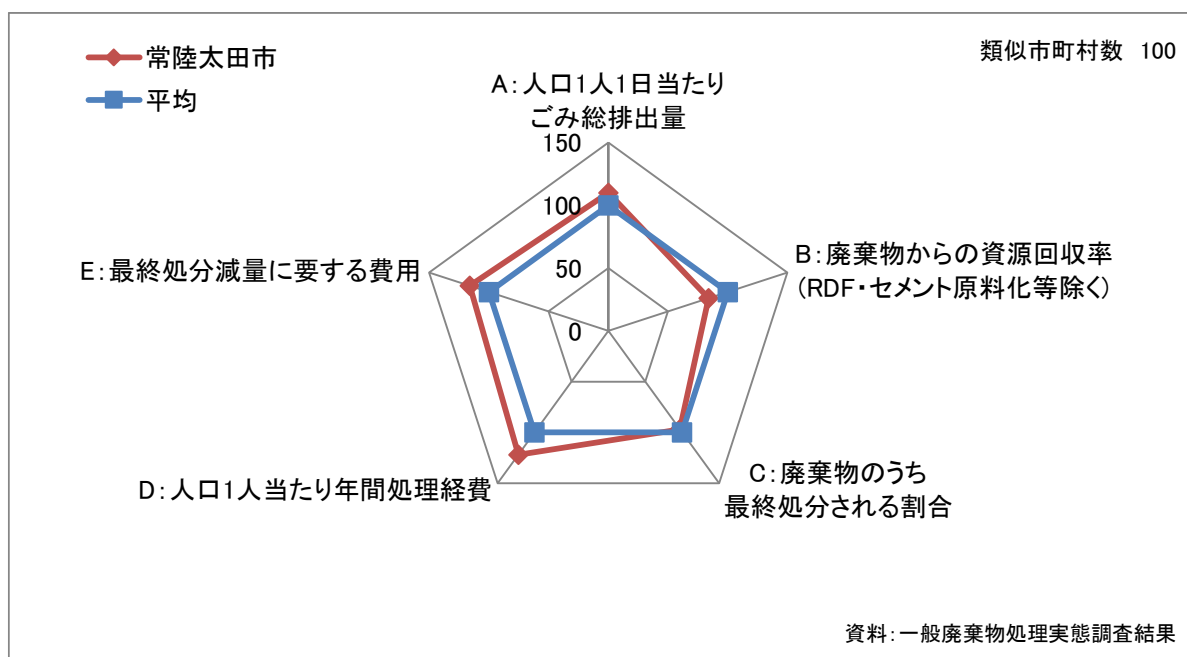 常陸太田市
平均
類似市町村数 100
A:人口1人1日当たり
ごみ総排出量
150
100
50
0
B:廃棄物からの資源回収率
(RDF・セメント原料化等除く)
C:廃棄物のうち
最終処分される割合
D:人口1人当たり年間処理経費
E:最終処分減量に要する費用
資料:一般廃棄物処理実態調査結果